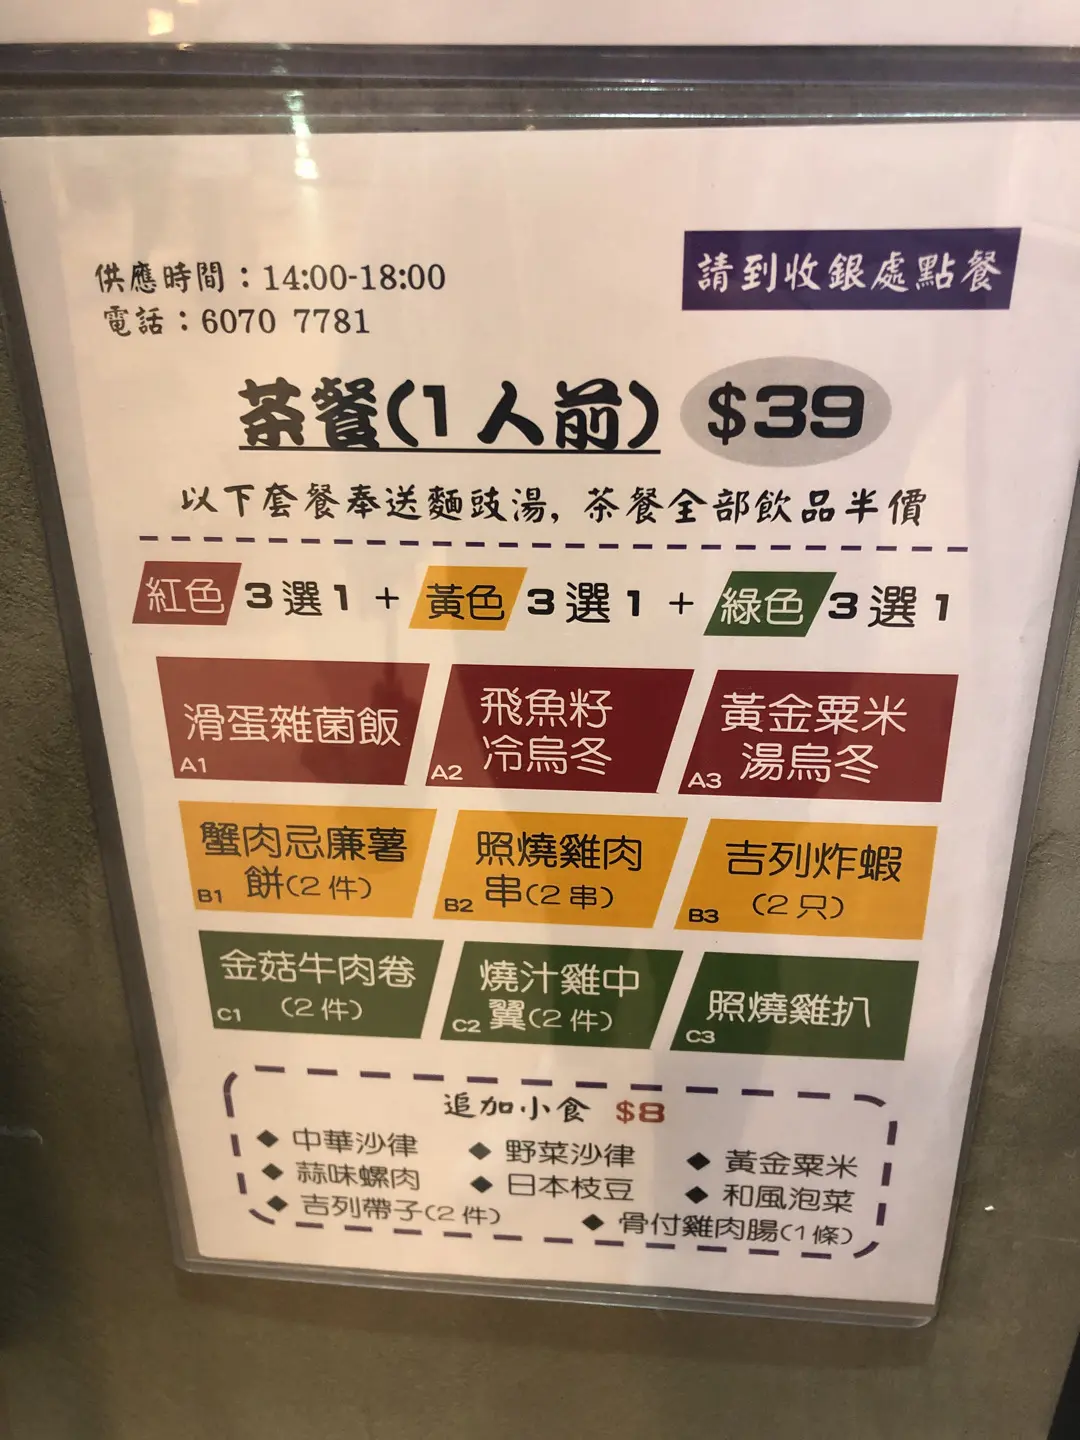 供應時間：14:00-18:00
電話：6070 7781
請到收銀處點餐
茶餐(1人前) $39
以下套餐奉送麵豉湯, 茶餐全部飲品半價
紅色 3選1 + 黃色 3選1 + 綠色 3選1
滑蛋雜菌飯
A1
飛魚籽
冷烏冬
A2
黃金粟米
湯烏冬
A3
蟹肉忌廉薯
餅(2件)
B1
照燒雞肉
串(2串)
B2
吉列炸蝦
(2只)
B3
金菇牛肉卷
(2件)
C1
燒汁雞中
翼(2件)
C2
照燒雞扒
C3
追加小食 $8
◆ 中華沙律 ◆ 野菜沙律 ◆ 黃金粟米
◆ 蒜味螺肉 ◆ 日本枝豆 ◆ 和風泡菜
◆ 吉列帶子(2件) ◆ 骨付雞肉腸(1條)